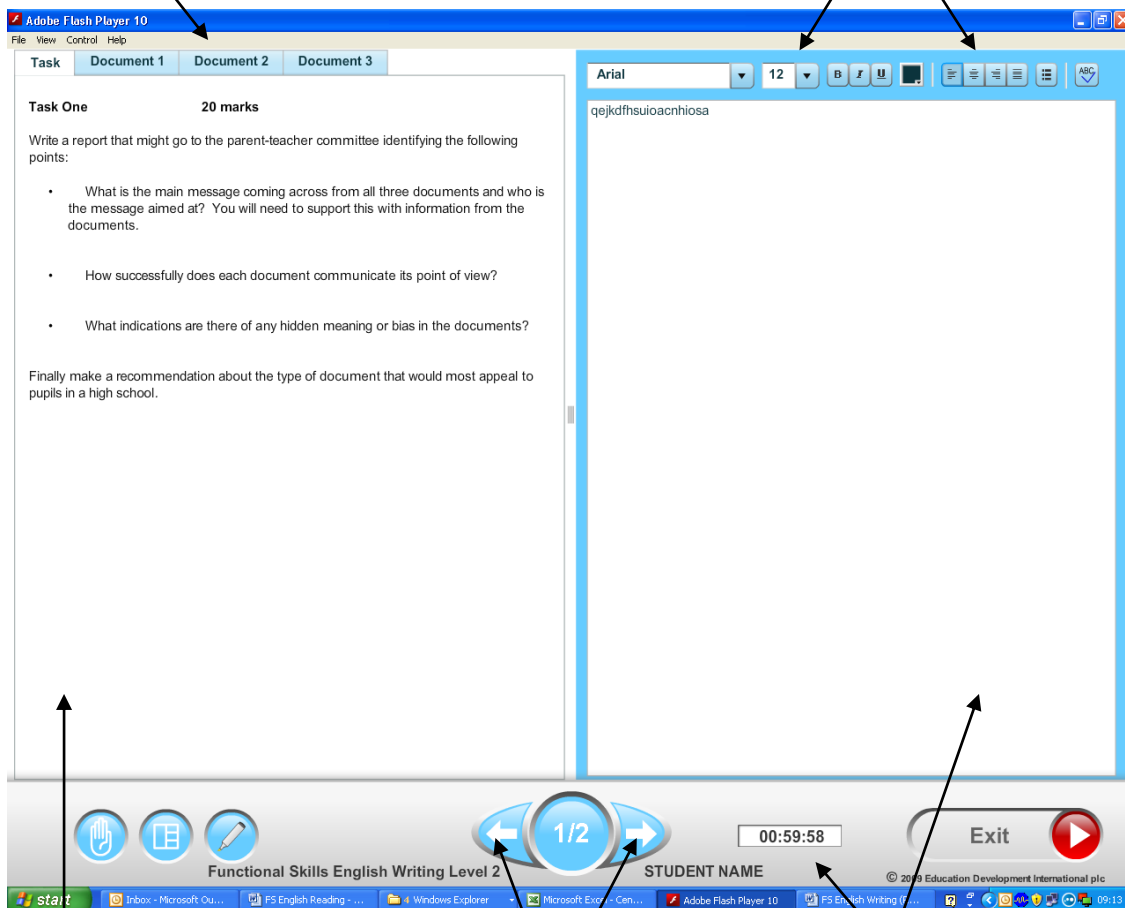 Adobe Flash Player 10
File View Control Help
Task Document 1 Document 2 Document 3
Arial 12 B I U ABC
Task One 20 marks
Write a report that might go to the parent-teacher committee identifying the following
points:
• What is the main message coming across from all three documents and who is
the message aimed at? You will need to support this with information from the
documents.
• How successfully does each document communicate its point of view?
• What indications are there of any hidden meaning or bias in the documents?
Finally make a recommendation about the type of document that would most appeal to
pupils in a high school.
qejkdfhsuioacnhiosa
1/2
00:59:58
Exit
Functional Skills English Writing Level 2
STUDENT NAME
© 2009 Education Development International plc
start Inbox - Microsoft Ou... FS English Reading - ... 4 Windows Explorer Microsoft Excel - Cen... Adobe Flash Player 10 FS English Writing (P... 09:13